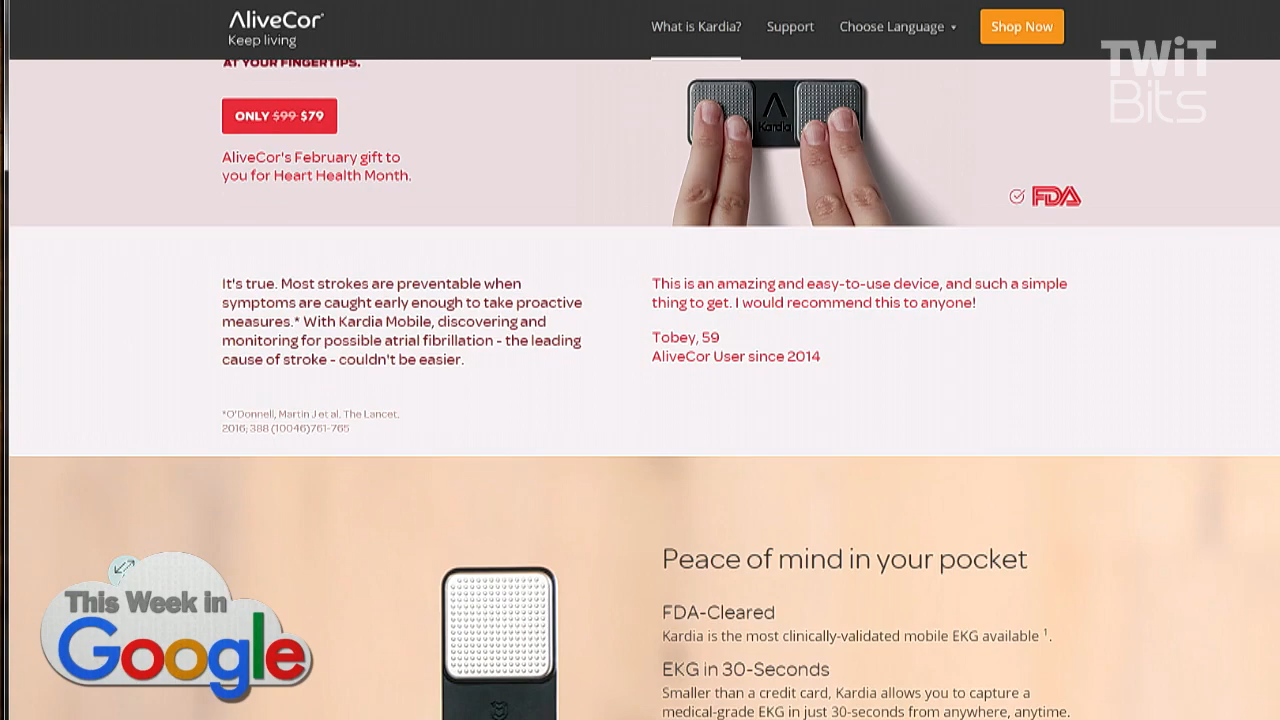 AliveCor
Keep living
What is Kardia?
Support
Choose Language
Shop Now
TWiT
Bits
AT YOUR FINGERTIPS.
ONLY $99 $79
AliveCor's February gift to
you for Heart Health Month.
Kardia
FDA
It's true. Most strokes are preventable when
symptoms are caught early enough to take proactive
measures.* With Kardia Mobile, discovering and
monitoring for possible atrial fibrillation - the leading
cause of stroke - couldn't be easier.
*O'Donnell, Martin J et al. The Lancet.
2016; 388 (10046)761-765
This is an amazing and easy-to-use device, and such a simple
thing to get. I would recommend this to anyone!
Tobey, 59
AliveCor User since 2014
Peace of mind in your pocket
FDA-Cleared
Kardia is the most clinically-validated mobile EKG available 1.
EKG in 30-Seconds
Smaller than a credit card, Kardia allows you to capture a
medical-grade EKG in just 30-seconds from anywhere, anytime.
This Week in
Google